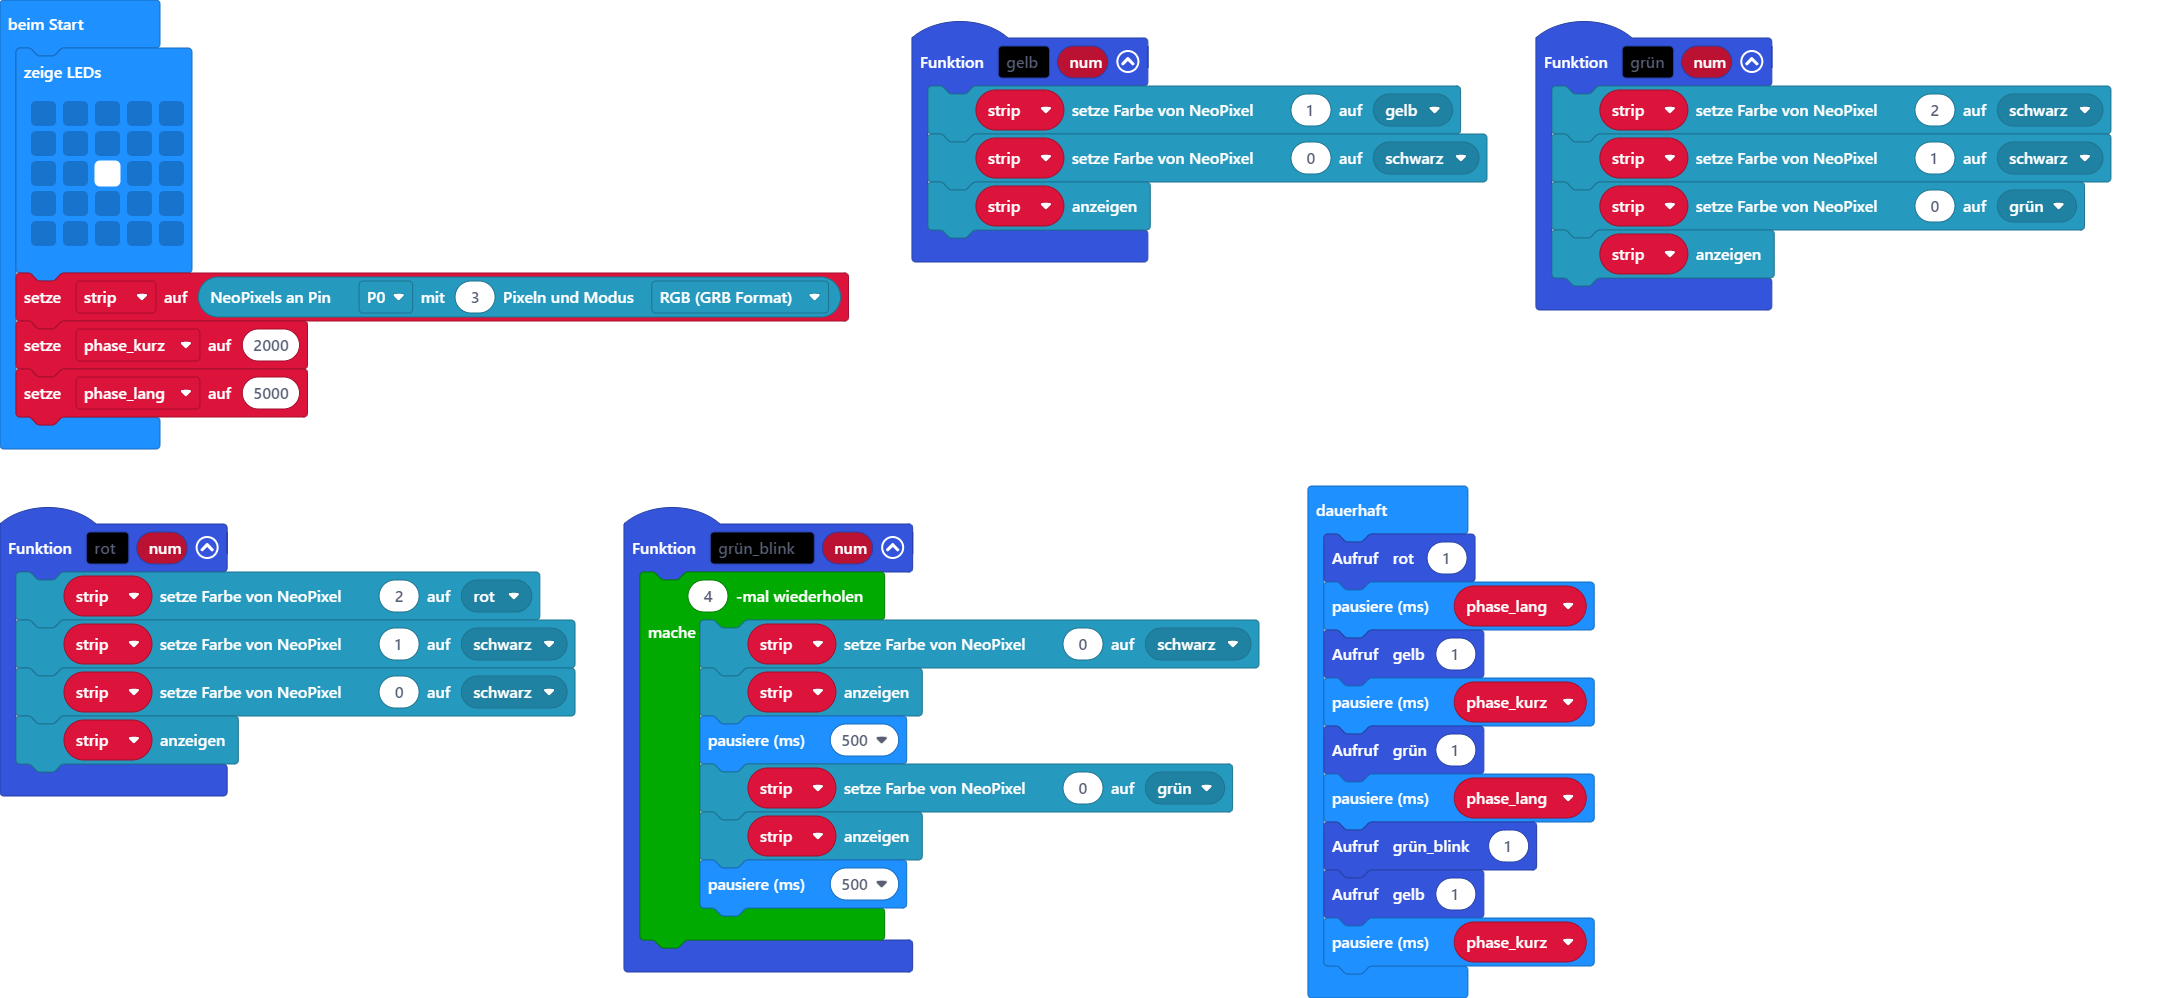 beim Start
zeige LEDs
setze strip auf NeoPixels an Pin P0 mit 3 Pixeln und Modus RGB (GRB Format)
setze phase_kurz auf 2000
setze phase_lang auf 5000
Funktion gelb num
strip setze Farbe von NeoPixel 1 auf gelb
strip setze Farbe von NeoPixel 0 auf schwarz
strip anzeigen
Funktion grün num
strip setze Farbe von NeoPixel 2 auf schwarz
strip setze Farbe von NeoPixel 1 auf schwarz
strip setze Farbe von NeoPixel 0 auf grün
strip anzeigen
Funktion rot num
strip setze Farbe von NeoPixel 2 auf rot
strip setze Farbe von NeoPixel 1 auf schwarz
strip setze Farbe von NeoPixel 0 auf schwarz
strip anzeigen
Funktion grün_blink num
4 -mal wiederholen
mache
strip setze Farbe von NeoPixel 0 auf schwarz
strip anzeigen
pausiere (ms) 500
strip setze Farbe von NeoPixel 0 auf grün
strip anzeigen
pausiere (ms) 500
dauerhaft
Aufruf rot 1
pausiere (ms) phase_lang
Aufruf gelb 1
pausiere (ms) phase_kurz
Aufruf grün 1
pausiere (ms) phase_lang
Aufruf grün_blink 1
Aufruf gelb 1
pausiere (ms) phase_kurz